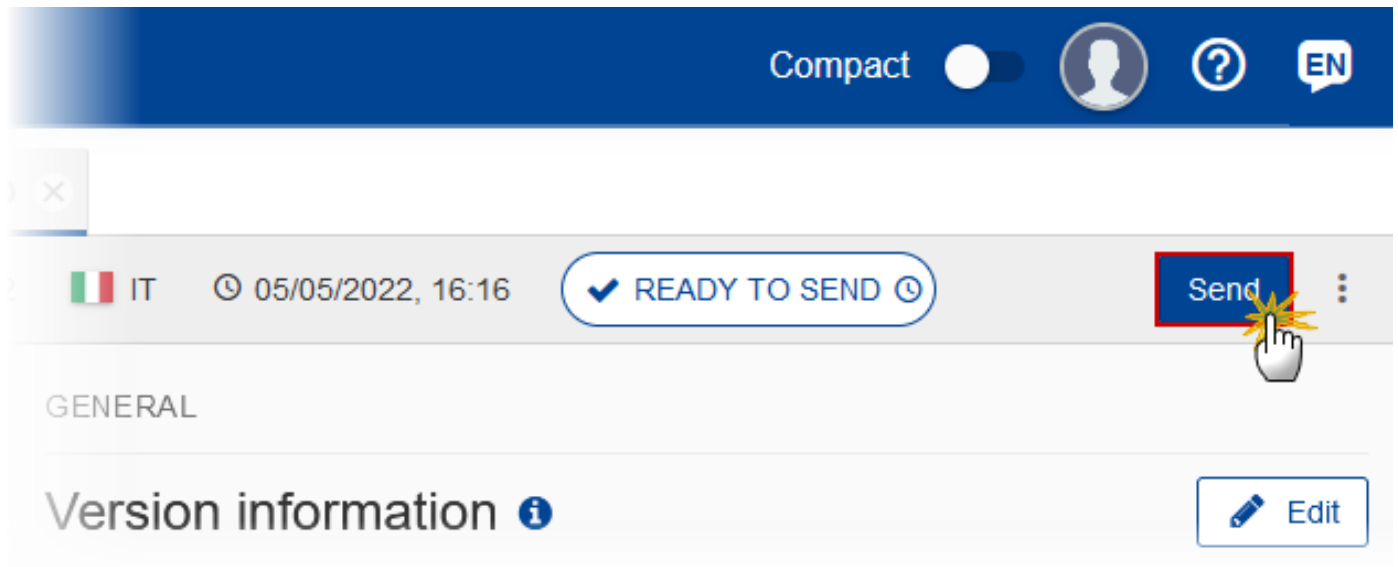 Compact EN
IT 05/05/2022, 16:16 READY TO SEND Send
GENERAL
Version information
Edit